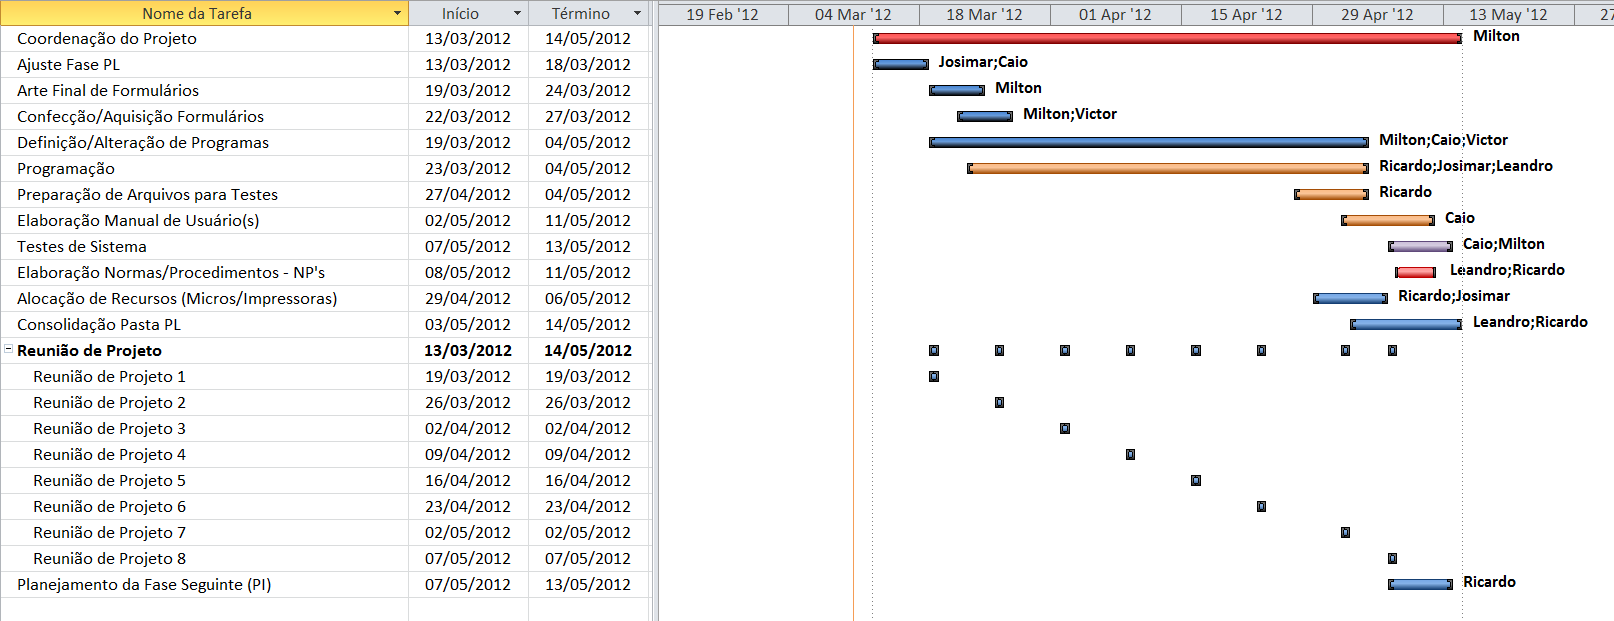 Nome da Tarefa Início Término 19 Feb '12 04 Mar '12 18 Mar '12 01 Apr '12 15 Apr '12 29 Apr '12 13 May '12 27
Coordenação do Projeto 13/03/2012 14/05/2012 Milton
Ajuste Fase PL 13/03/2012 18/03/2012 Josimar;Caio
Arte Final de Formulários 19/03/2012 24/03/2012 Milton
Confecção/Aquisição Formulários 22/03/2012 27/03/2012 Milton;Victor
Definição/Alteração de Programas 19/03/2012 04/05/2012 Milton;Caio;Victor
Programação 23/03/2012 04/05/2012 Ricardo;Josimar;Leandro
Preparação de Arquivos para Testes 27/04/2012 04/05/2012 Ricardo
Elaboração Manual de Usuário(s) 02/05/2012 11/05/2012 Caio
Testes de Sistema 07/05/2012 13/05/2012 Caio;Milton
Elaboração Normas/Procedimentos - NP's 08/05/2012 11/05/2012 Leandro;Ricardo
Alocação de Recursos (Micros/Impressoras) 29/04/2012 06/05/2012 Ricardo;Josimar
Consolidação Pasta PL 03/05/2012 14/05/2012 Leandro;Ricardo
Reunião de Projeto 13/03/2012 14/05/2012
Reunião de Projeto 1 19/03/2012 19/03/2012
Reunião de Projeto 2 26/03/2012 26/03/2012
Reunião de Projeto 3 02/04/2012 02/04/2012
Reunião de Projeto 4 09/04/2012 09/04/2012
Reunião de Projeto 5 16/04/2012 16/04/2012
Reunião de Projeto 6 23/04/2012 23/04/2012
Reunião de Projeto 7 02/05/2012 02/05/2012
Reunião de Projeto 8 07/05/2012 07/05/2012
Planejamento da Fase Seguinte (PI) 07/05/2012 13/05/2012 Ricardo